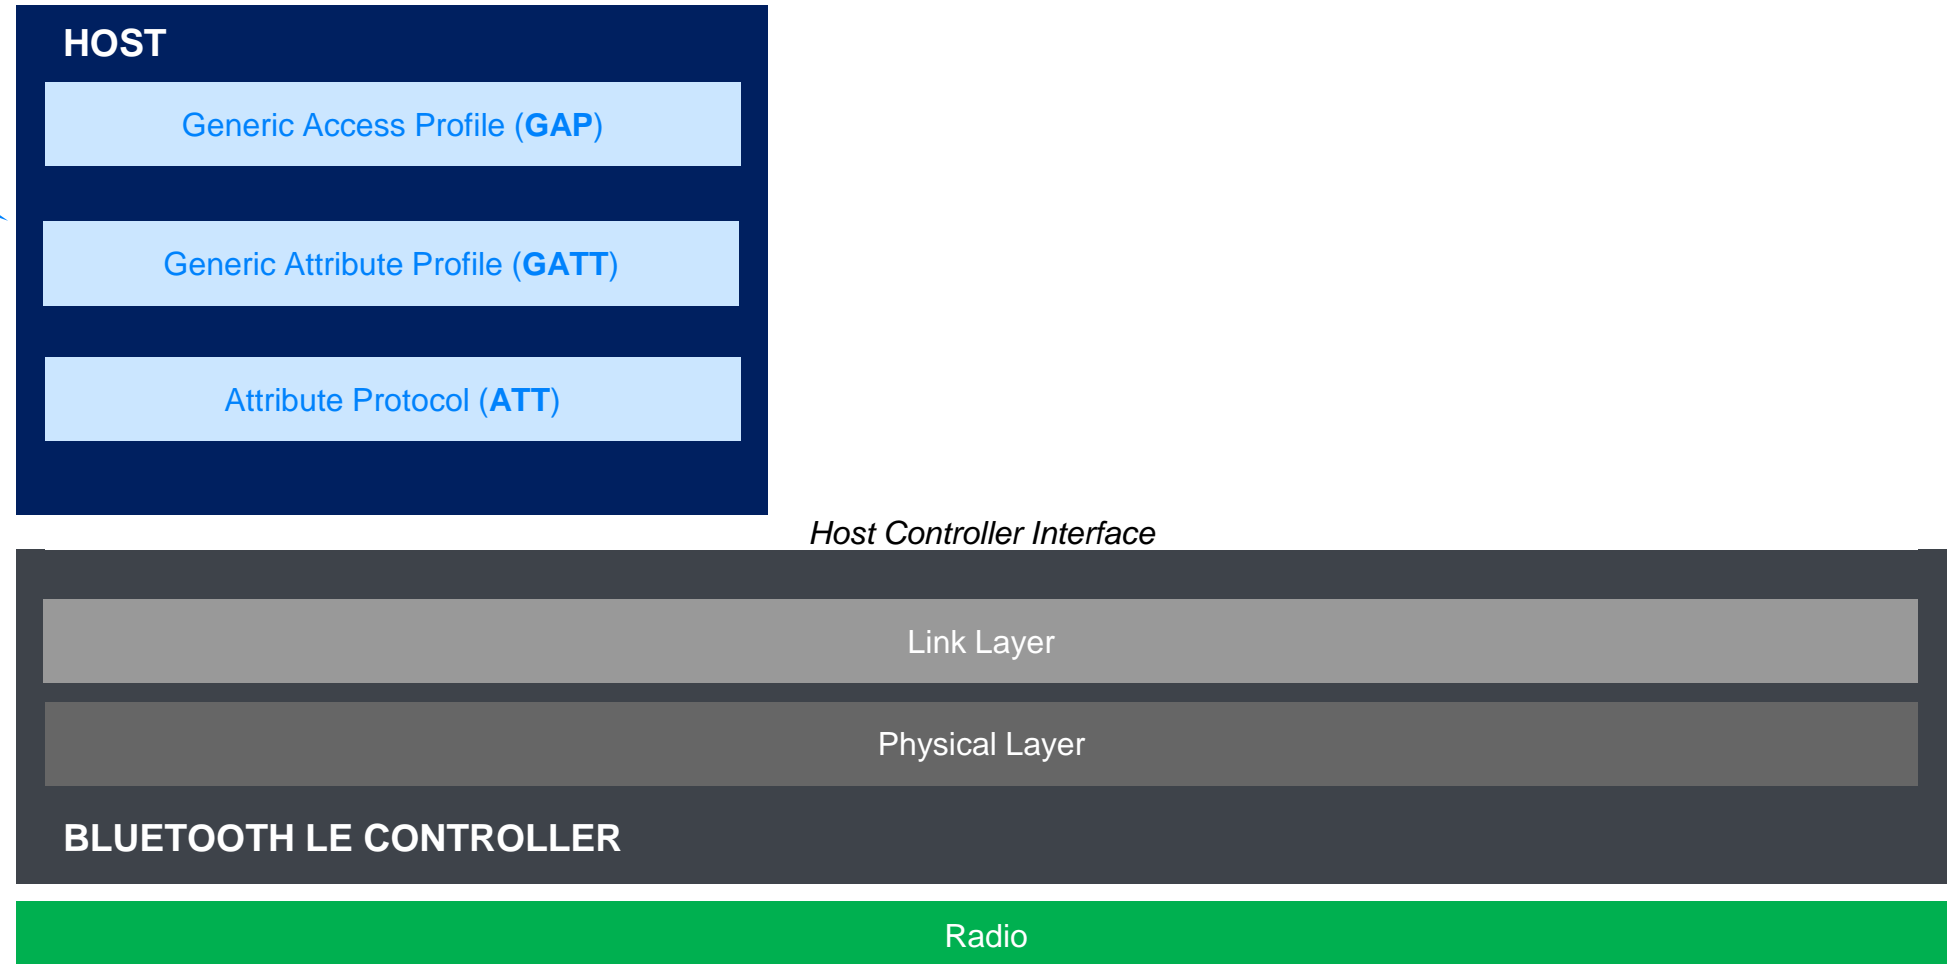 HOST
Generic Access Profile (GAP)
Generic Attribute Profile (GATT)
Attribute Protocol (ATT)
Host Controller Interface
Link Layer
Physical Layer
BLUETOOTH LE CONTROLLER
Radio